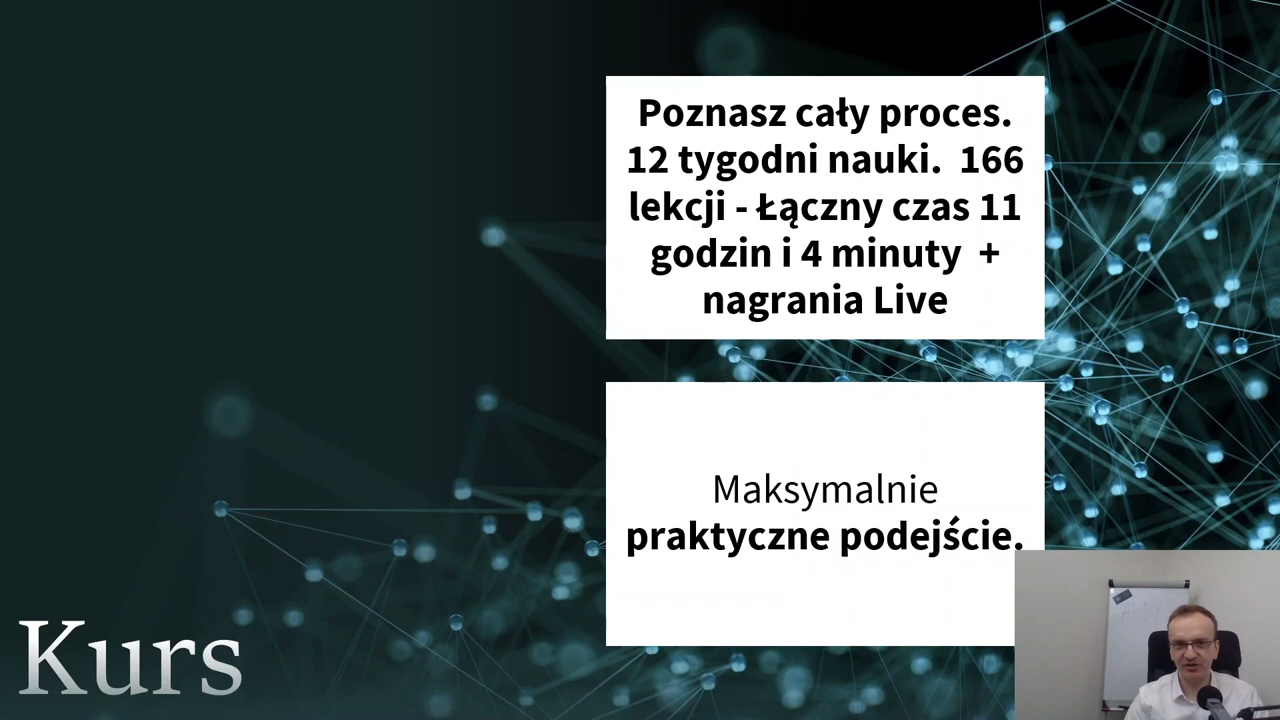 Poznasz cały proces.
12 tygodni nauki.  166
lekcji - Łączny czas 11
godzin i 4 minuty  +
nagrania Live
Maksymalnie
praktyczne podejście.
Kurs